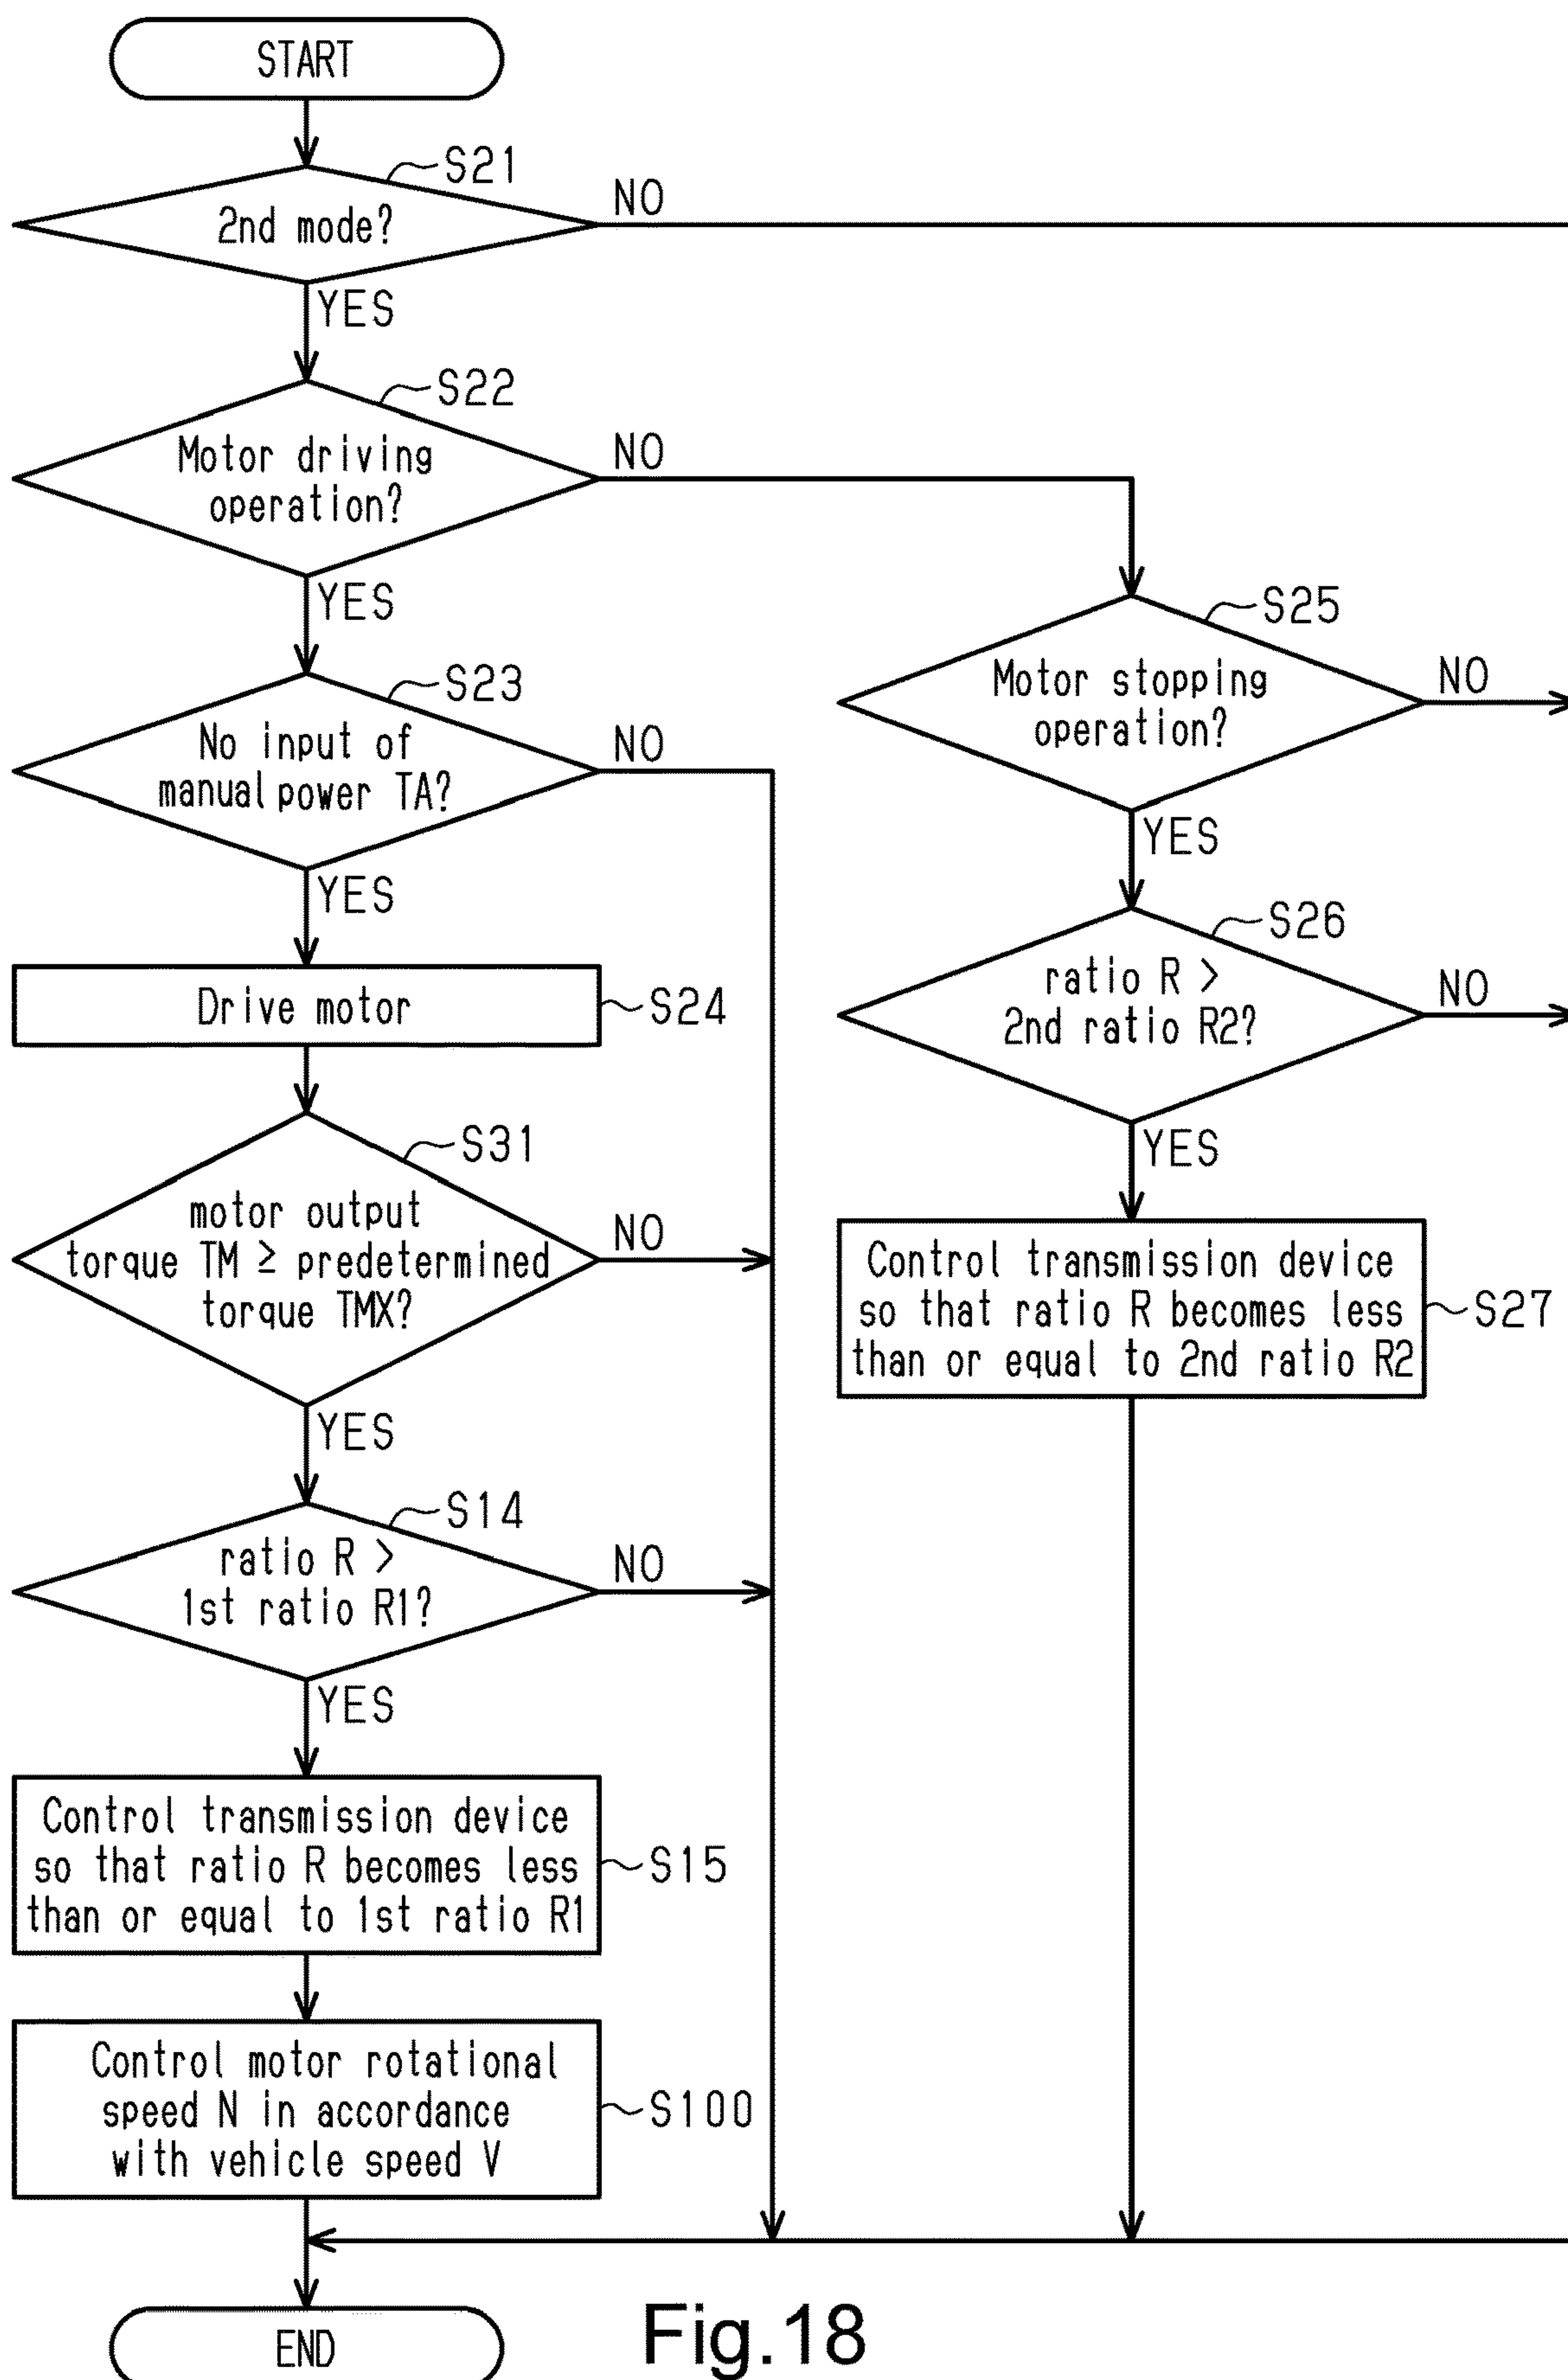 START
S21
2nd mode?
NO
YES
S22
Motor driving
operation?
NO
YES
S23
No input of
manual power TA?
NO
YES
Drive motor
S24
S31
motor output
torque TM ≥ predetermined
torque TMX?
NO
YES
S14
ratio R >
1st ratio R1?
NO
YES
Control transmission device
so that ratio R becomes less
than or equal to 1st ratio R1
S15
Control motor rotational
speed N in accordance
with vehicle speed V
S100
END
S25
Motor stopping
operation?
NO
YES
S26
ratio R >
2nd ratio R2?
NO
YES
Control transmission device
so that ratio R becomes less
than or equal to 2nd ratio R2
S27
Fig.18